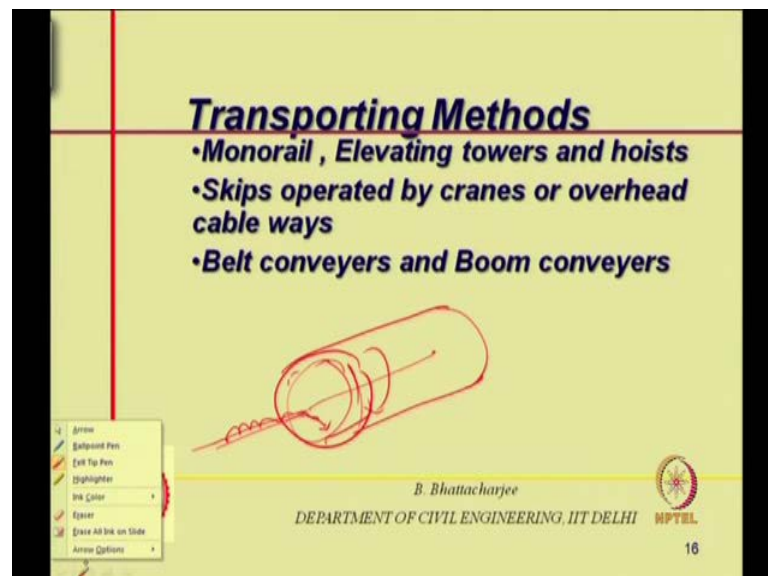 Transporting Methods
•Monorail , Elevating towers and hoists
•Skips operated by cranes or overhead
cable ways
•Belt conveyers and Boom conveyers
Arrow
Ballpoint Pen
Felt Tip Pen
Highlighter
Ink Color
Eraser
Erase All Ink on Slide
Arrow Options
B. Bhattacharjee
DEPARTMENT OF CIVIL ENGINEERING, IIT DELHI
NPTEL
16